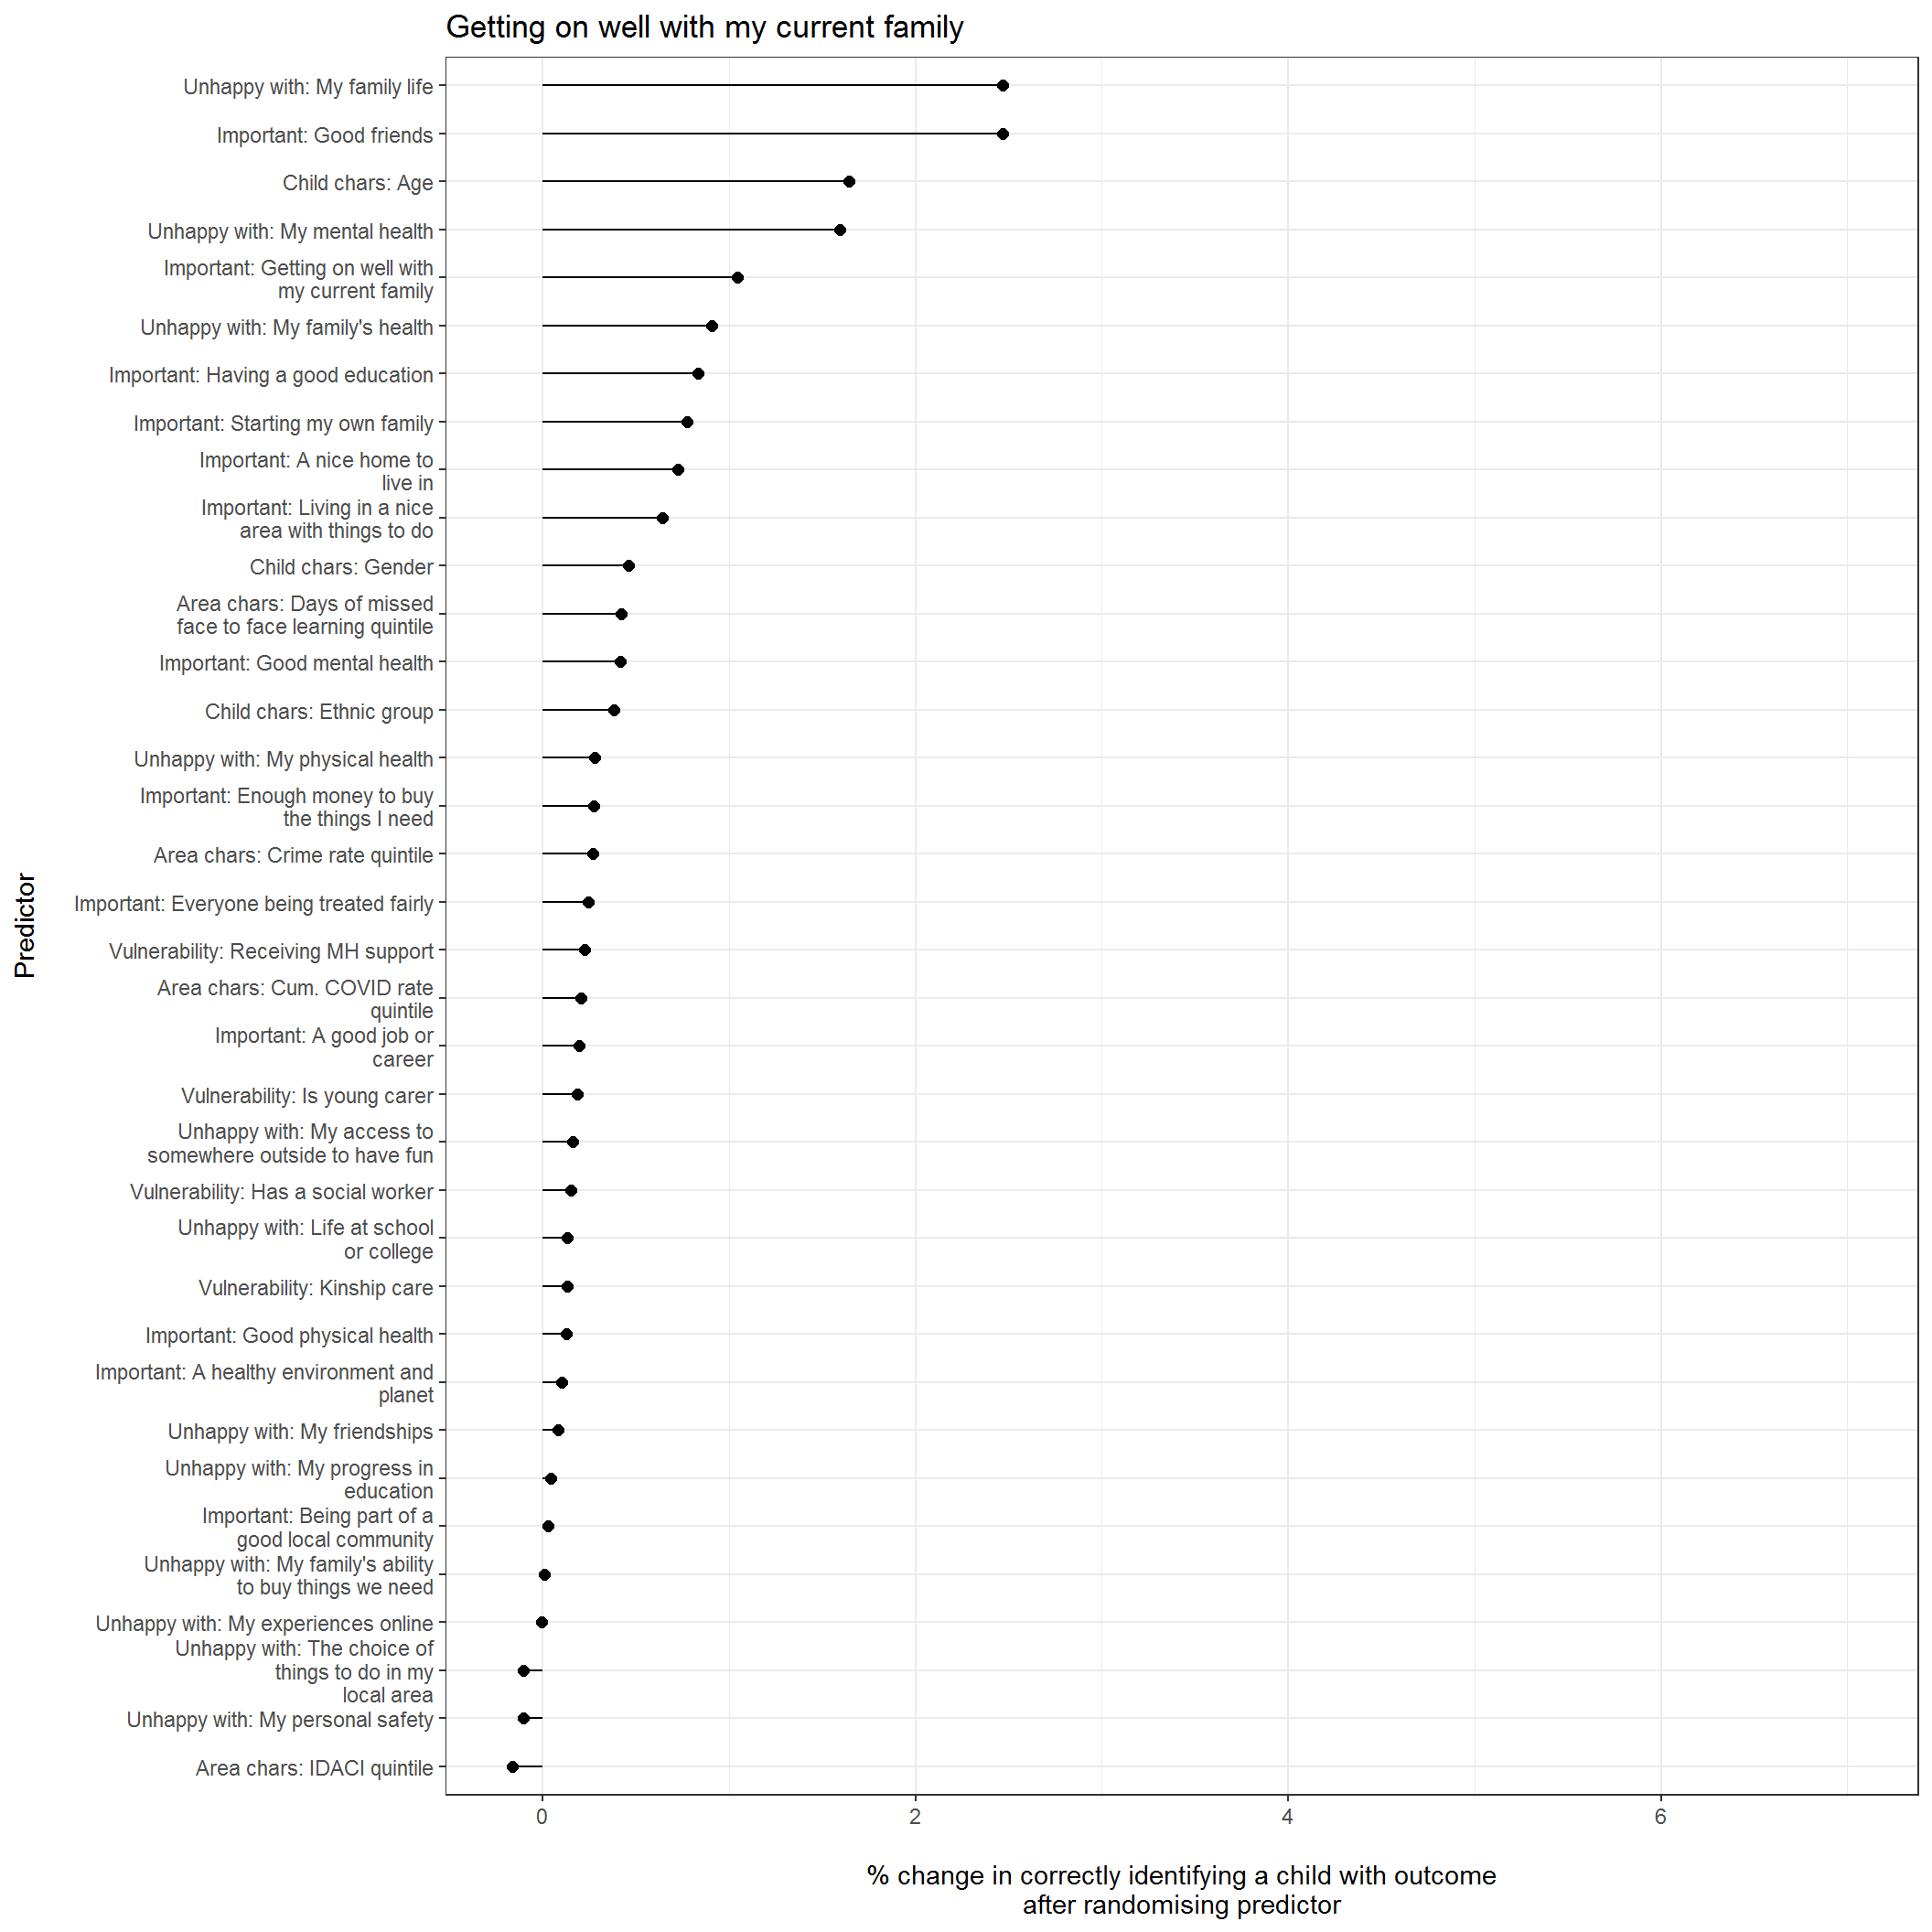 Getting on well with my current family
Unhappy with: My family life
Important: Good friends
Child chars: Age
Unhappy with: My mental health
Important: Getting on well with
my current family
Unhappy with: My family's health
Important: Having a good education
Important: Starting my own family
Important: A nice home to
live in
Important: Living in a nice
area with things to do
Child chars: Gender
Area chars: Days of missed
face to face learning quintile
Important: Good mental health
Child chars: Ethnic group
Unhappy with: My physical health
Important: Enough money to buy
the things I need
Area chars: Crime rate quintile
Important: Everyone being treated fairly
Vulnerability: Receiving MH support
Area chars: Cum. COVID rate
quintile
Important: A good job or
career
Vulnerability: Is young carer
Unhappy with: My access to
somewhere outside to have fun
Vulnerability: Has a social worker
Unhappy with: Life at school
or college
Vulnerability: Kinship care
Important: Good physical health
Important: A healthy environment and
planet
Unhappy with: My friendships
Unhappy with: My progress in
education
Important: Being part of a
good local community
Unhappy with: My family's ability
to buy things we need
Unhappy with: My experiences online
Unhappy with: The choice of
things to do in my
local area
Unhappy with: My personal safety
Area chars: IDACI quintile
Predictor
0 2 4 6
% change in correctly identifying a child with outcome
after randomising predictor